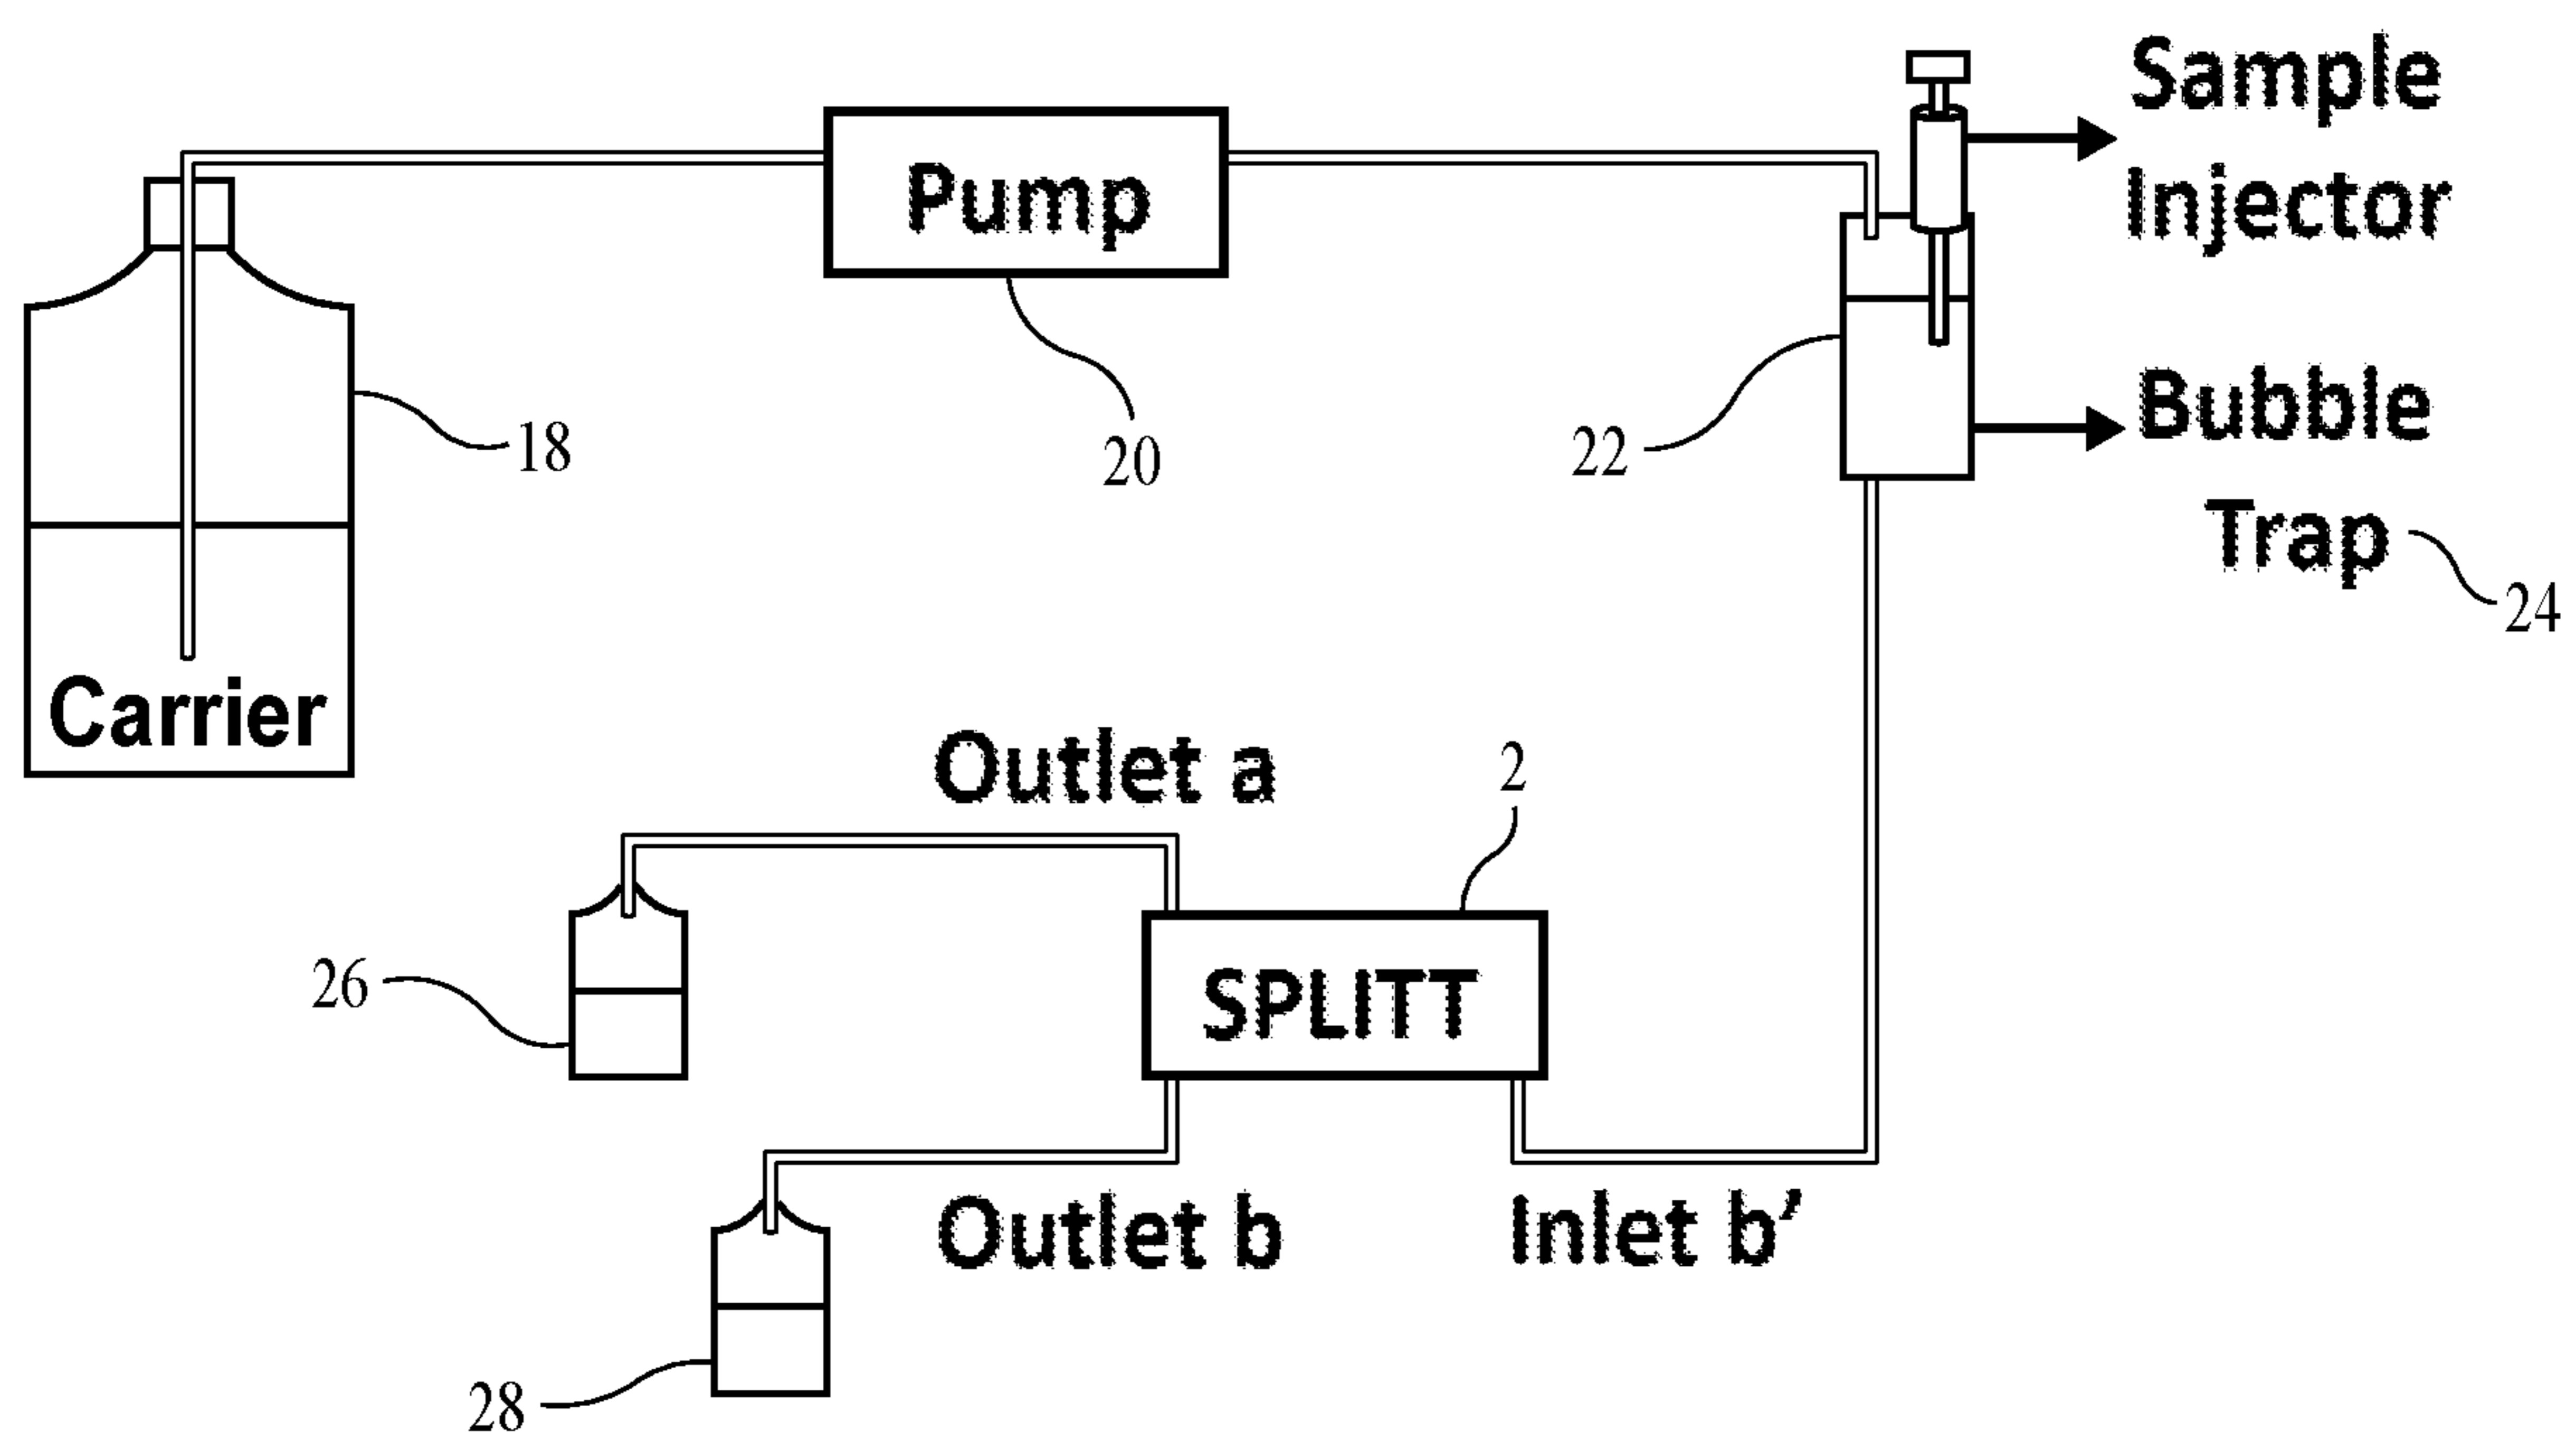 Sample
Injector
Pump
Bubble
Trap
18
20
22
24
Carrier
Outlet a
2
26
SPLITT
Outlet b
Inlet b’
28